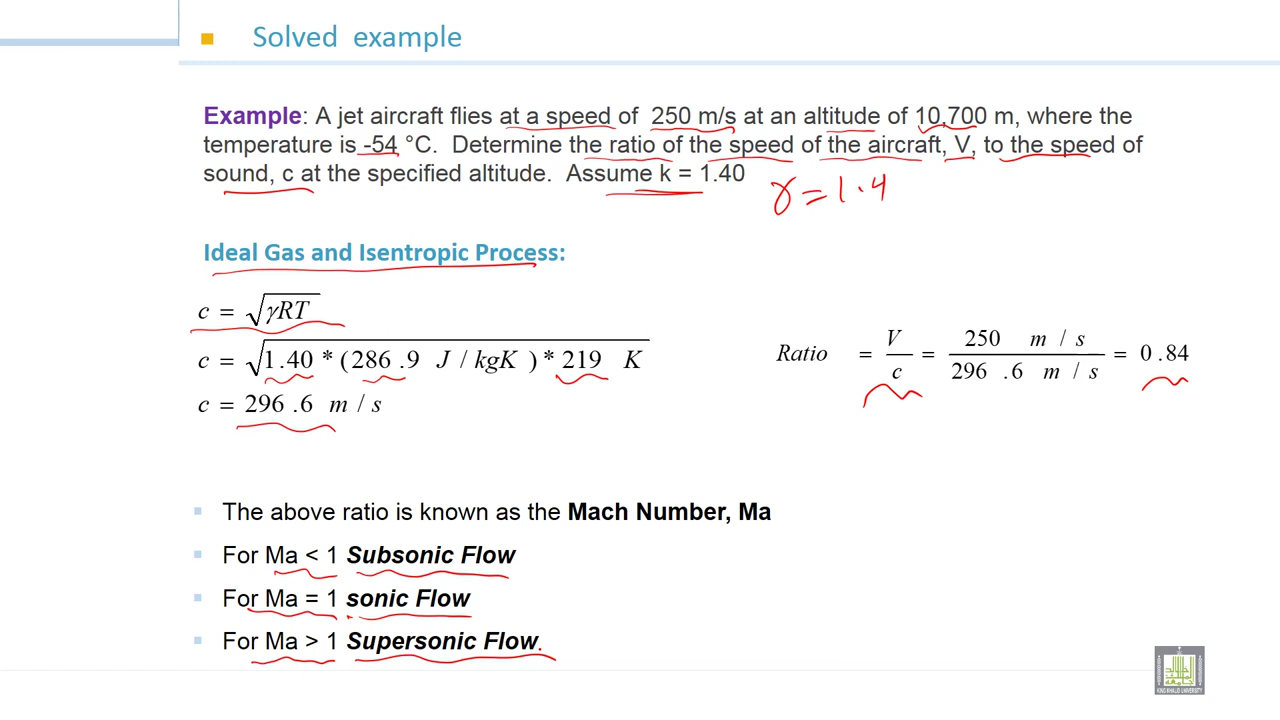 Solved example
Example: A jet aircraft flies at a speed of 250 m/s at an altitude of 10,700 m, where the
temperature is -54 °C. Determine the ratio of the speed of the aircraft, V, to the speed of
sound, c at the specified altitude. Assume k = 1.40
γ = 1.4
Ideal Gas and Isentropic Process:
c = √γRT
c = √1.40 * (286 .9 J / kgK ) * 219 K
c = 296 .6 m / s
Ratio = V/c = 250 m / s / 296 .6 m / s = 0 .84
The above ratio is known as the Mach Number, Ma
For Ma < 1 Subsonic Flow
For Ma = 1 sonic Flow
For Ma > 1 Supersonic Flow.
KING KHALID UNIVERSITY